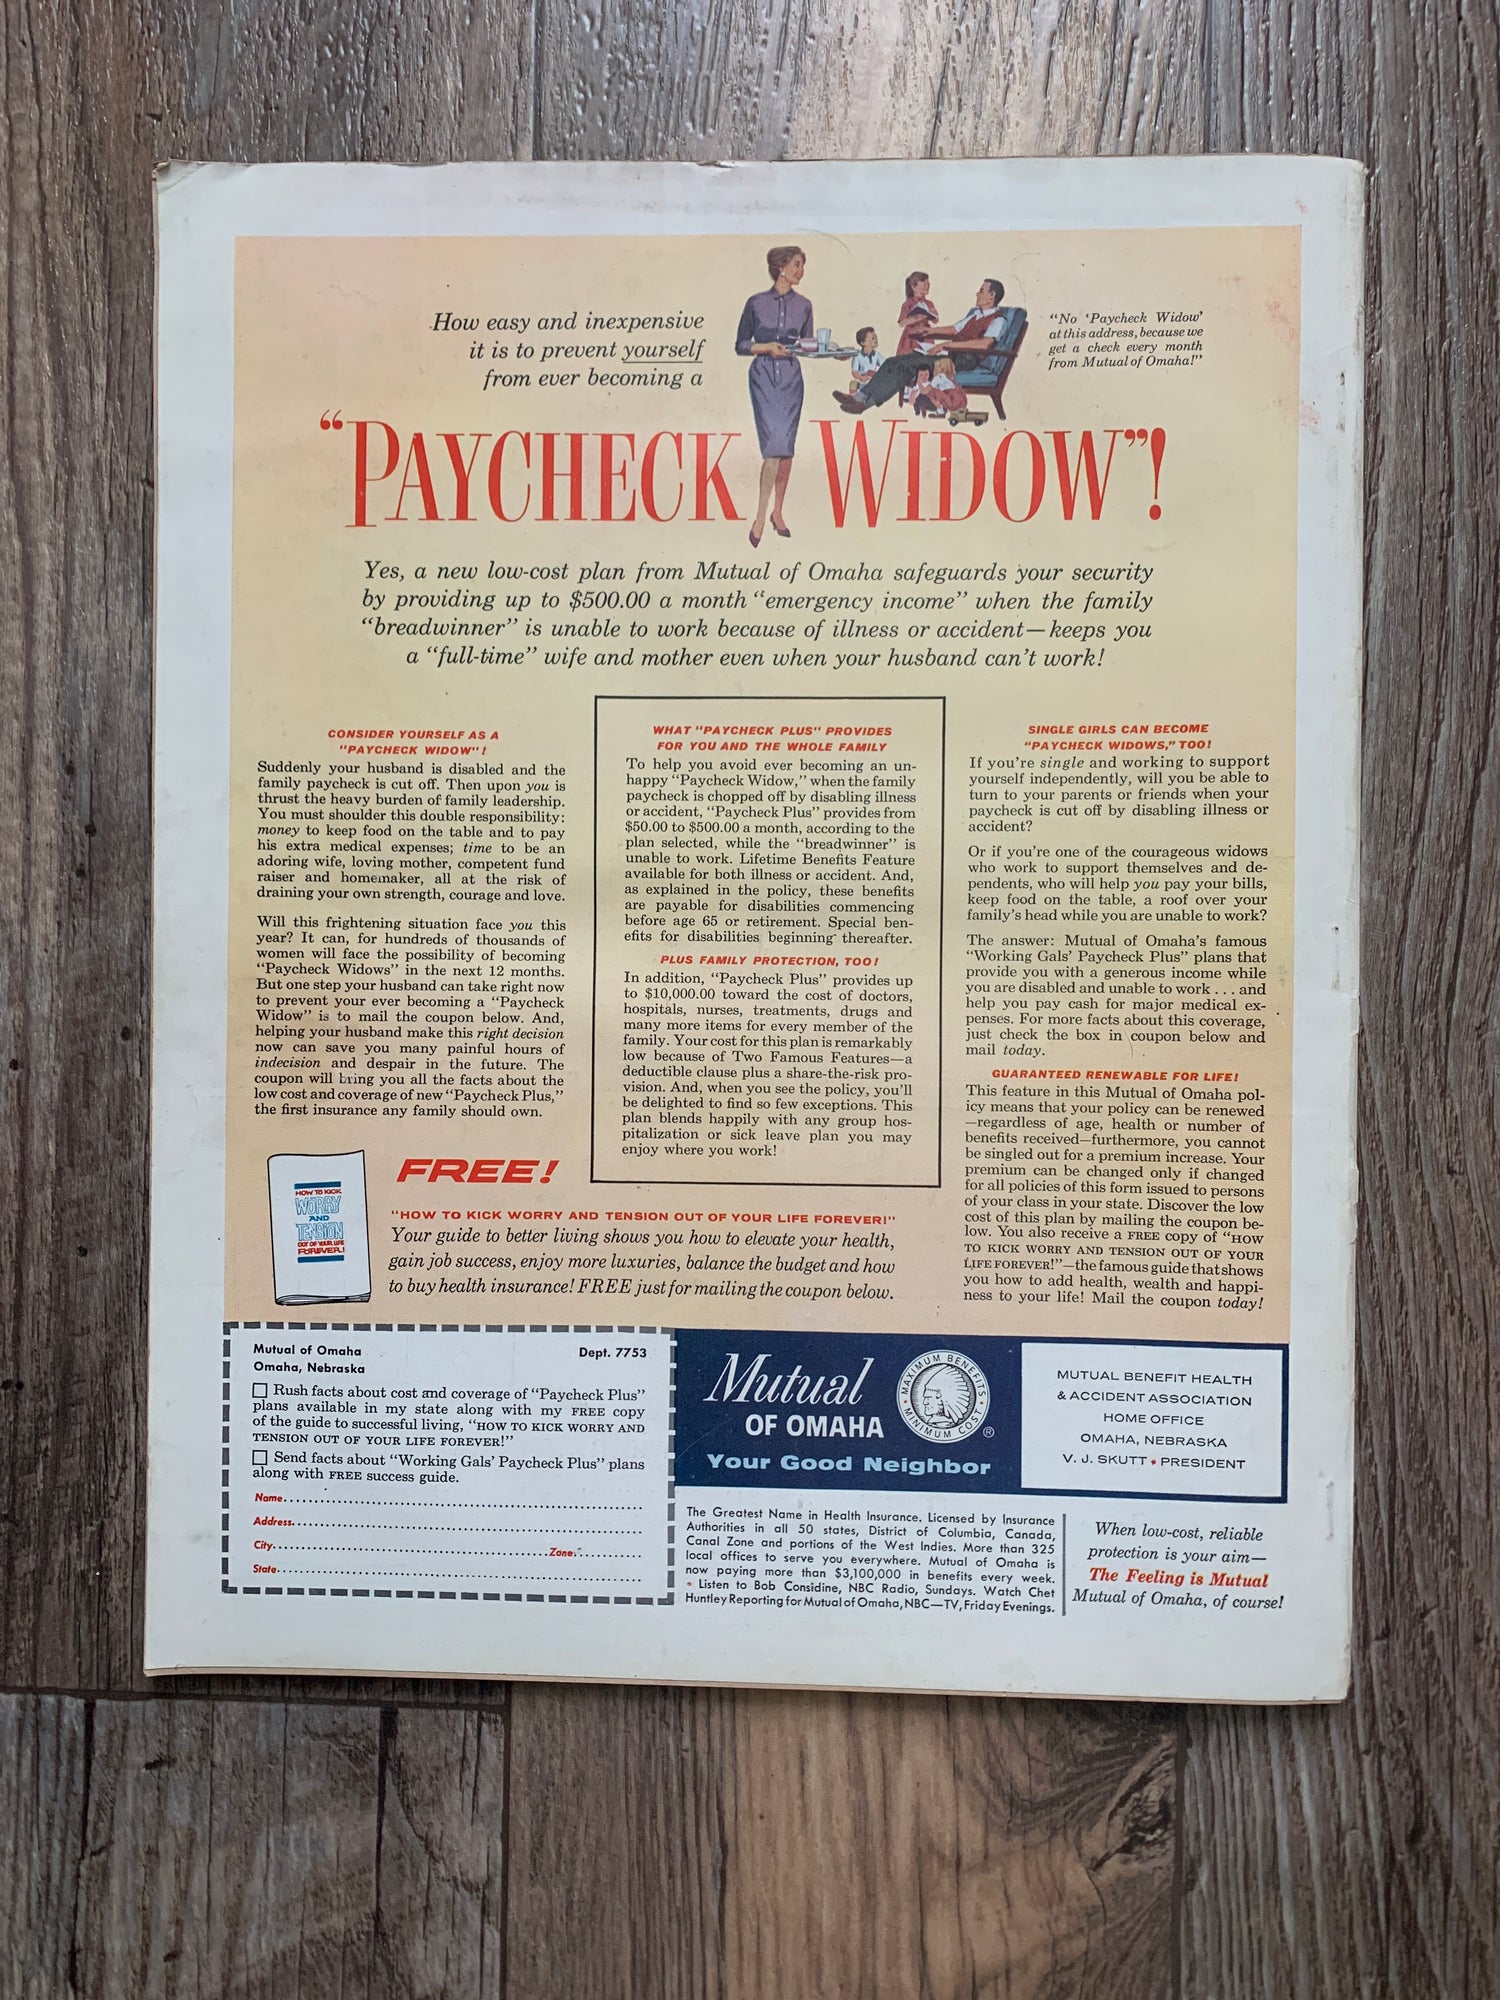 How easy and inexpensive
it is to prevent yourself
from ever becoming a
"No 'Paycheck Widow'
at this address, because we
get a check every month
from Mutual of Omaha!"
"PAYCHECK WIDOW"!
Yes, a new low-cost plan from Mutual of Omaha safeguards your security
by providing up to $500.00 a month "emergency income" when the family
"breadwinner" is unable to work because of illness or accident—keeps you
a "full-time" wife and mother even when your husband can't work!
CONSIDER YOURSELF AS A
"PAYCHECK WIDOW"!
Suddenly your husband is disabled and the
family paycheck is cut off. Then upon you is
thrust the heavy burden of family leadership.
You must shoulder this double responsibility:
money to keep food on the table and to pay
his extra medical expenses; time to be an
adoring wife, loving mother, competent fund
raiser and homemaker, all at the risk of
draining your own strength, courage and love.
Will this frightening situation face you this
year? It can, for hundreds of thousands of
women will face the possibility of becoming
"Paycheck Widows" in the next 12 months.
But one step your husband can take right now
to prevent your ever becoming a "Paycheck
Widow" is to mail the coupon below. And,
helping your husband make this right decision
now can save you many painful hours of
indecision and despair in the future. The
coupon will bring you all the facts about the
low cost and coverage of new "Paycheck Plus,"
the first insurance any family should own.
WHAT "PAYCHECK PLUS" PROVIDES
FOR YOU AND THE WHOLE FAMILY
To help you avoid ever becoming an un-
happy "Paycheck Widow," when the family
paycheck is chopped off by disabling illness
or accident, "Paycheck Plus" provides from
$50.00 to $500.00 a month, according to the
plan selected, while the "breadwinner" is
unable to work. Lifetime Benefits Feature
available for both illness or accident. And,
as explained in the policy, these benefits
are payable for disabilities commencing
before age 65 or retirement. Special ben-
efits for disabilities beginning thereafter.
PLUS FAMILY PROTECTION, TOO!
In addition, "Paycheck Plus" provides up
to $10,000.00 toward the cost of doctors,
hospitals, nurses, treatments, drugs and
many more items for every member of the
family. Your cost for this plan is remarkably
low because of Two Famous Features—a
deductible clause plus a share-the-risk pro-
vision. And, when you see the policy, you'll
be delighted to find so few exceptions. This
plan blends happily with any group hos-
pitalization or sick leave plan you may
enjoy where you work!
SINGLE GIRLS CAN BECOME
"PAYCHECK WIDOWS," TOO!
If you're single and working to support
yourself independently, will you be able to
turn to your parents or friends when your
paycheck is cut off by disabling illness or
accident?
Or if you're one of the courageous widows
who work to support themselves and de-
pendents, who will help you pay your bills,
keep food on the table, a roof over your
family's head while you are unable to work?
The answer: Mutual of Omaha's famous
"Working Gals' Paycheck Plus" plans that
provide you with a generous income while
you are disabled and unable to work . . . and
help you pay cash for major medical ex-
penses. For more facts about this coverage,
just check the box in coupon below and
mail today.
GUARANTEED RENEWABLE FOR LIFE!
This feature in this Mutual of Omaha pol-
icy means that your policy can be renewed
—regardless of age, health or number of
benefits received—furthermore, you cannot
be singled out for a premium increase. Your
premium can be changed only if changed
for all policies of this form issued to persons
of your class in your state. Discover the low
cost of this plan by mailing the coupon be-
low. You also receive a FREE copy of "HOW
TO KICK WORRY AND TENSION OUT OF YOUR
LIFE FOREVER!"—the famous guide that shows
you how to add health, wealth and happi-
ness to your life! Mail the coupon today!
HOW TO KICK
WORRY
AND
TENSION
OUT OF YOUR LIFE
FOREVER!
FREE!
"HOW TO KICK WORRY AND TENSION OUT OF YOUR LIFE FOREVER!"
Your guide to better living shows you how to elevate your health,
gain job success, enjoy more luxuries, balance the budget and how
to buy health insurance! FREE just for mailing the coupon below.
Mutual of Omaha Dept. 7753
Omaha, Nebraska
Rush facts about cost and coverage of "Paycheck Plus"
plans available in my state along with my FREE copy
of the guide to successful living, "HOW TO KICK WORRY AND
TENSION OUT OF YOUR LIFE FOREVER!"
Send facts about "Working Gals' Paycheck Plus" plans
along with FREE success guide.
Name
Address
City Zone
State
Mutual
OF OMAHA
MAXIMUM BENEFITS • MINIMUM COST •
®
Your Good Neighbor
MUTUAL BENEFIT HEALTH
& ACCIDENT ASSOCIATION
HOME OFFICE
OMAHA, NEBRASKA
V. J. SKUTT • PRESIDENT
The Greatest Name in Health Insurance. Licensed by Insurance
Authorities in all 50 states, District of Columbia, Canada,
Canal Zone and portions of the West Indies. More than 325
local offices to serve you everywhere. Mutual of Omaha is
now paying more than $3,100,000 in benefits every week.
• Listen to Bob Considine, NBC Radio, Sundays. Watch Chet
Huntley Reporting for Mutual of Omaha, NBC—TV, Friday Evenings.
When low-cost, reliable
protection is your aim—
The Feeling is Mutual
Mutual of Omaha, of course!